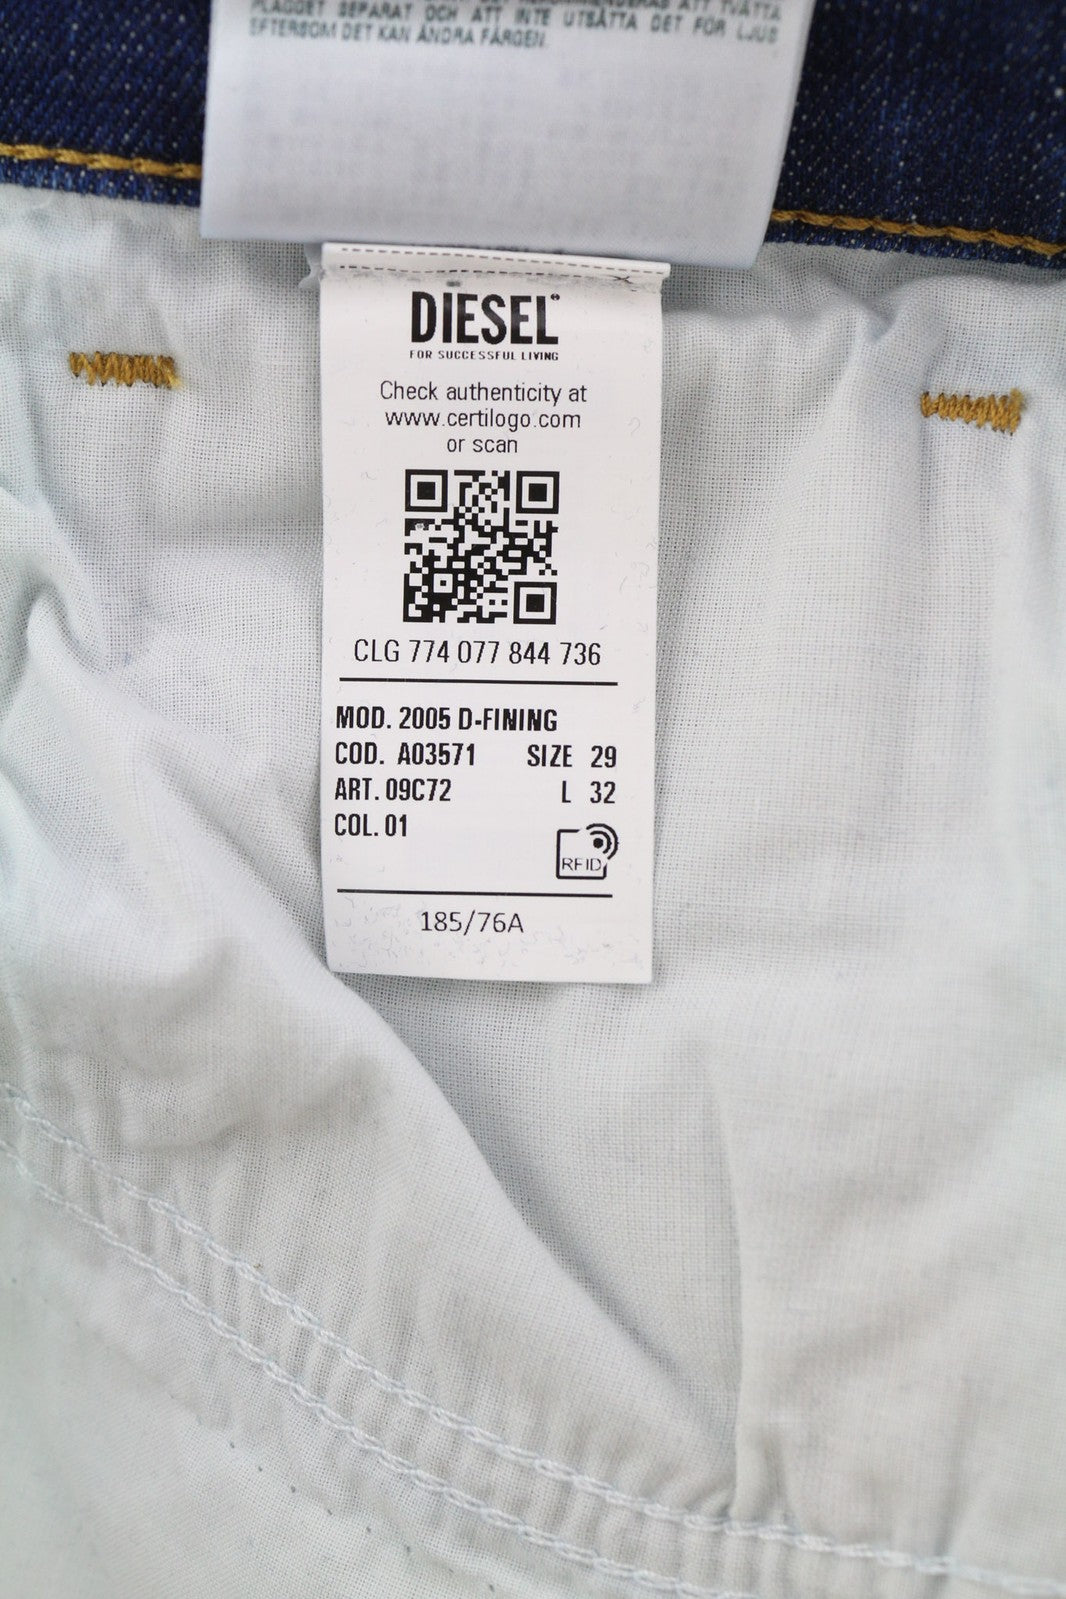 PLAGGET SEPARAT OCH ATT INTE UTSÄTTA DET FÖR LJUS
EFTERSOM DET KAN ÄNDRA FÄRGEN.
DIESEL®
FOR SUCCESSFUL LIVING
Check authenticity at
www.certilogo.com
or scan
CLG 774 077 844 736
MOD. 2005 D-FINING
COD. A03571 SIZE 29
ART. 09C72 L 32
COL. 01
RFID
185/76A